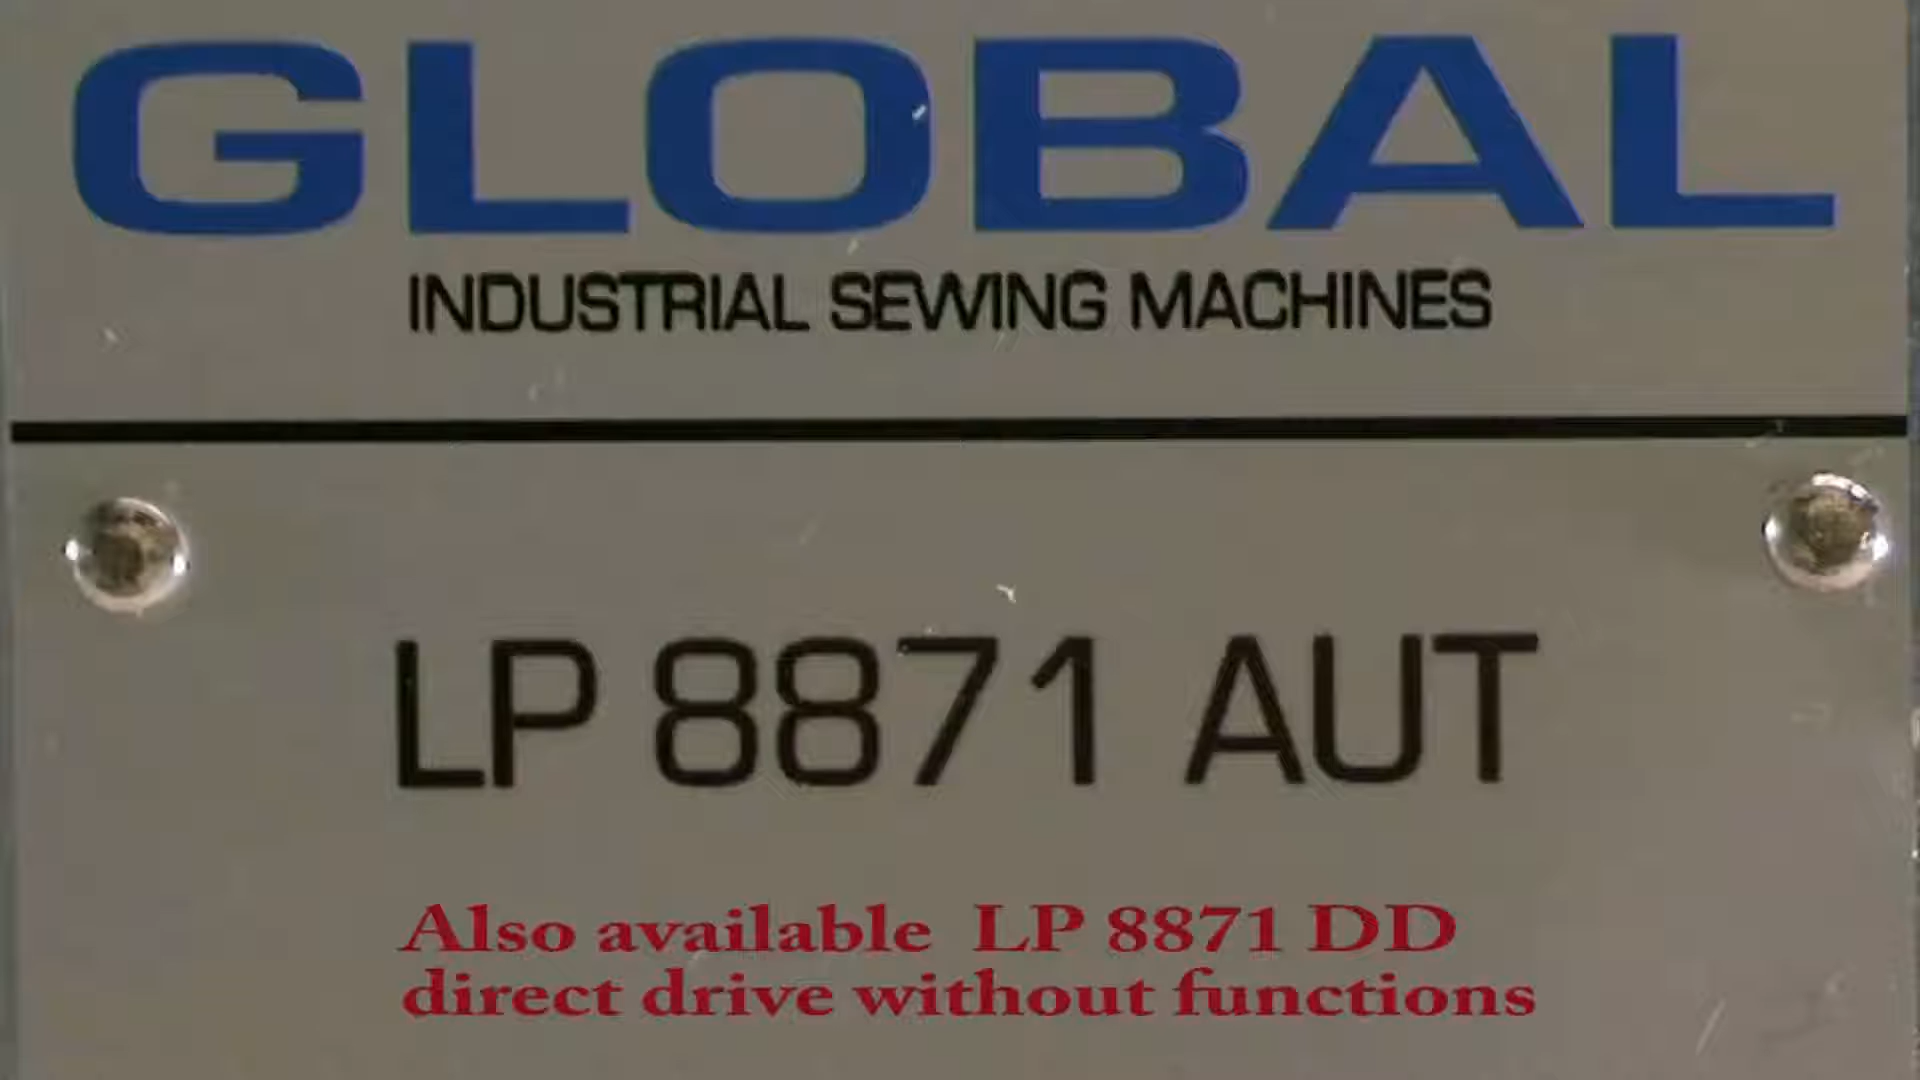 GLOBAL
INDUSTRIAL SEWING MACHINES
LP 8871 AUT
Also available LP 8871 DD
direct drive without functions